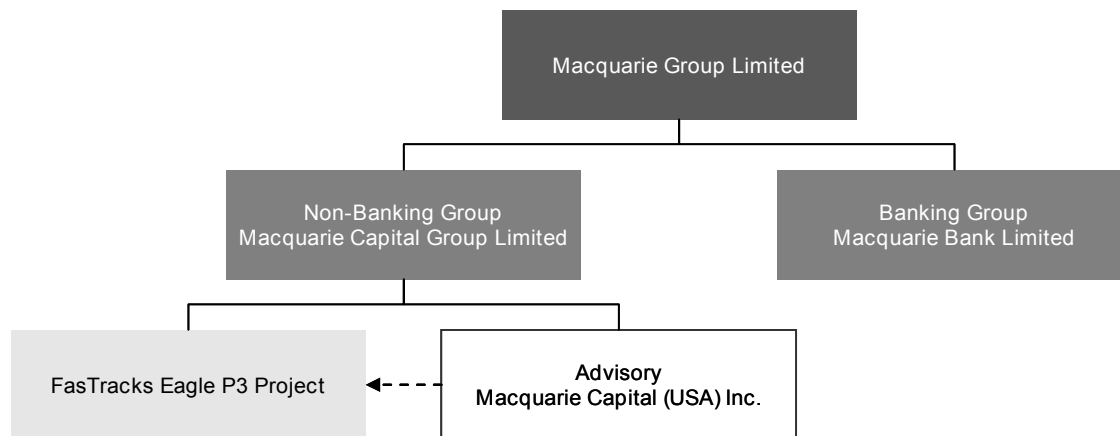 Macquarie Group Limited
Non-Banking Group
Macquarie Capital Group Limited
Banking Group
Macquarie Bank Limited
FasTracks Eagle P3 Project
Advisory
Macquarie Capital (USA) Inc.